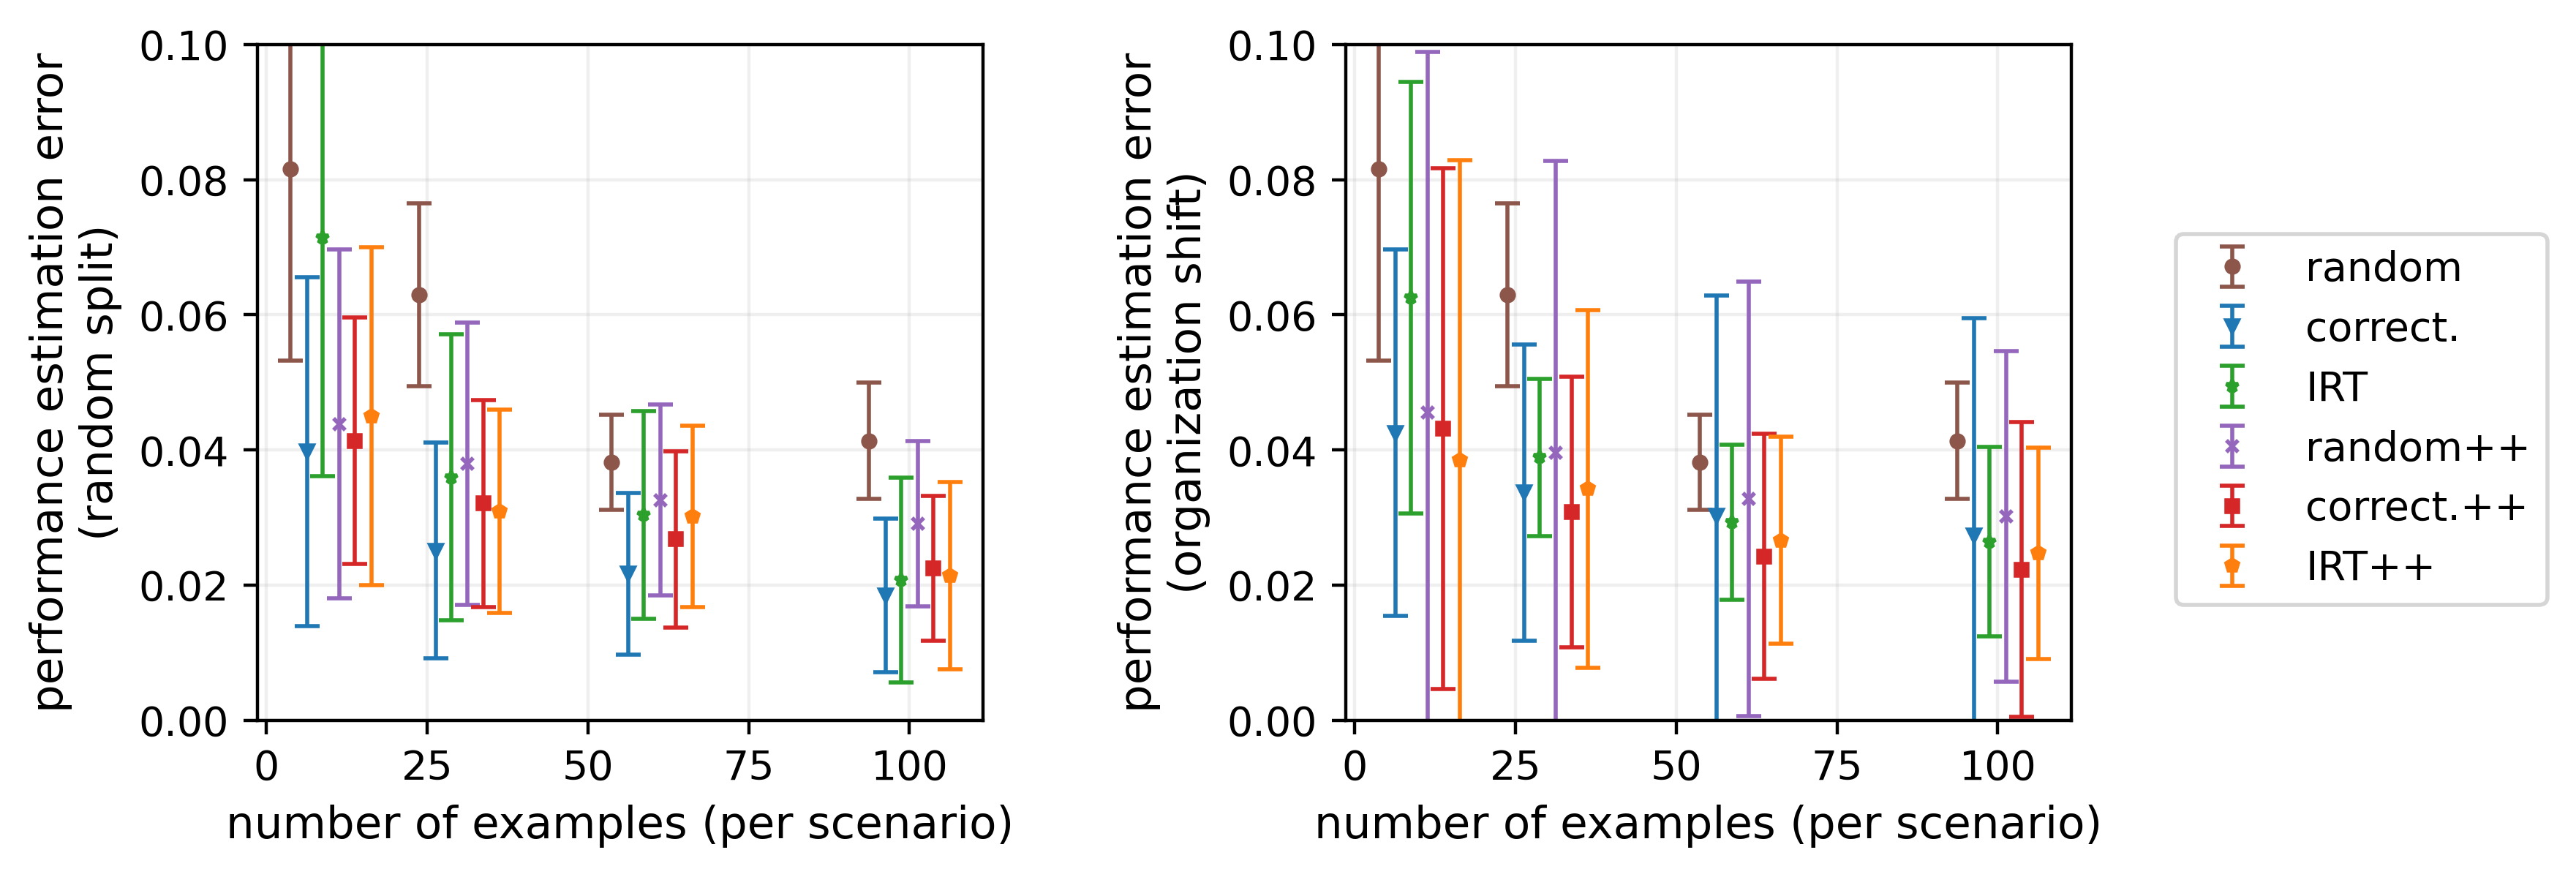 performance estimation error
(random split)
0.10
0.08
0.06
0.04
0.02
0.00
0
25
50
75
100
number of examples (per scenario)
performance estimation error
(organization shift)
0.10
0.08
0.06
0.04
0.02
0.00
0
25
50
75
100
number of examples (per scenario)
random
correct.
IRT
random++
correct.++
IRT++